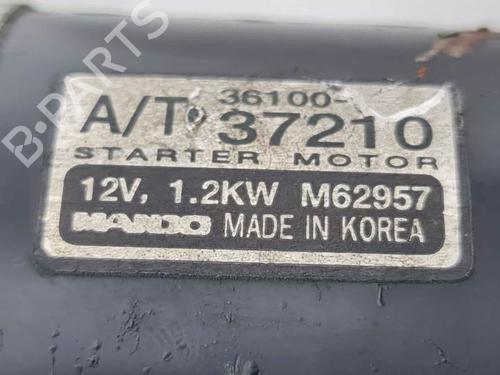 36100-
A/T 37210
STARTER MOTOR
12V, 1.2KW M62957
MANDO MADE IN KOREA
B-PARTS